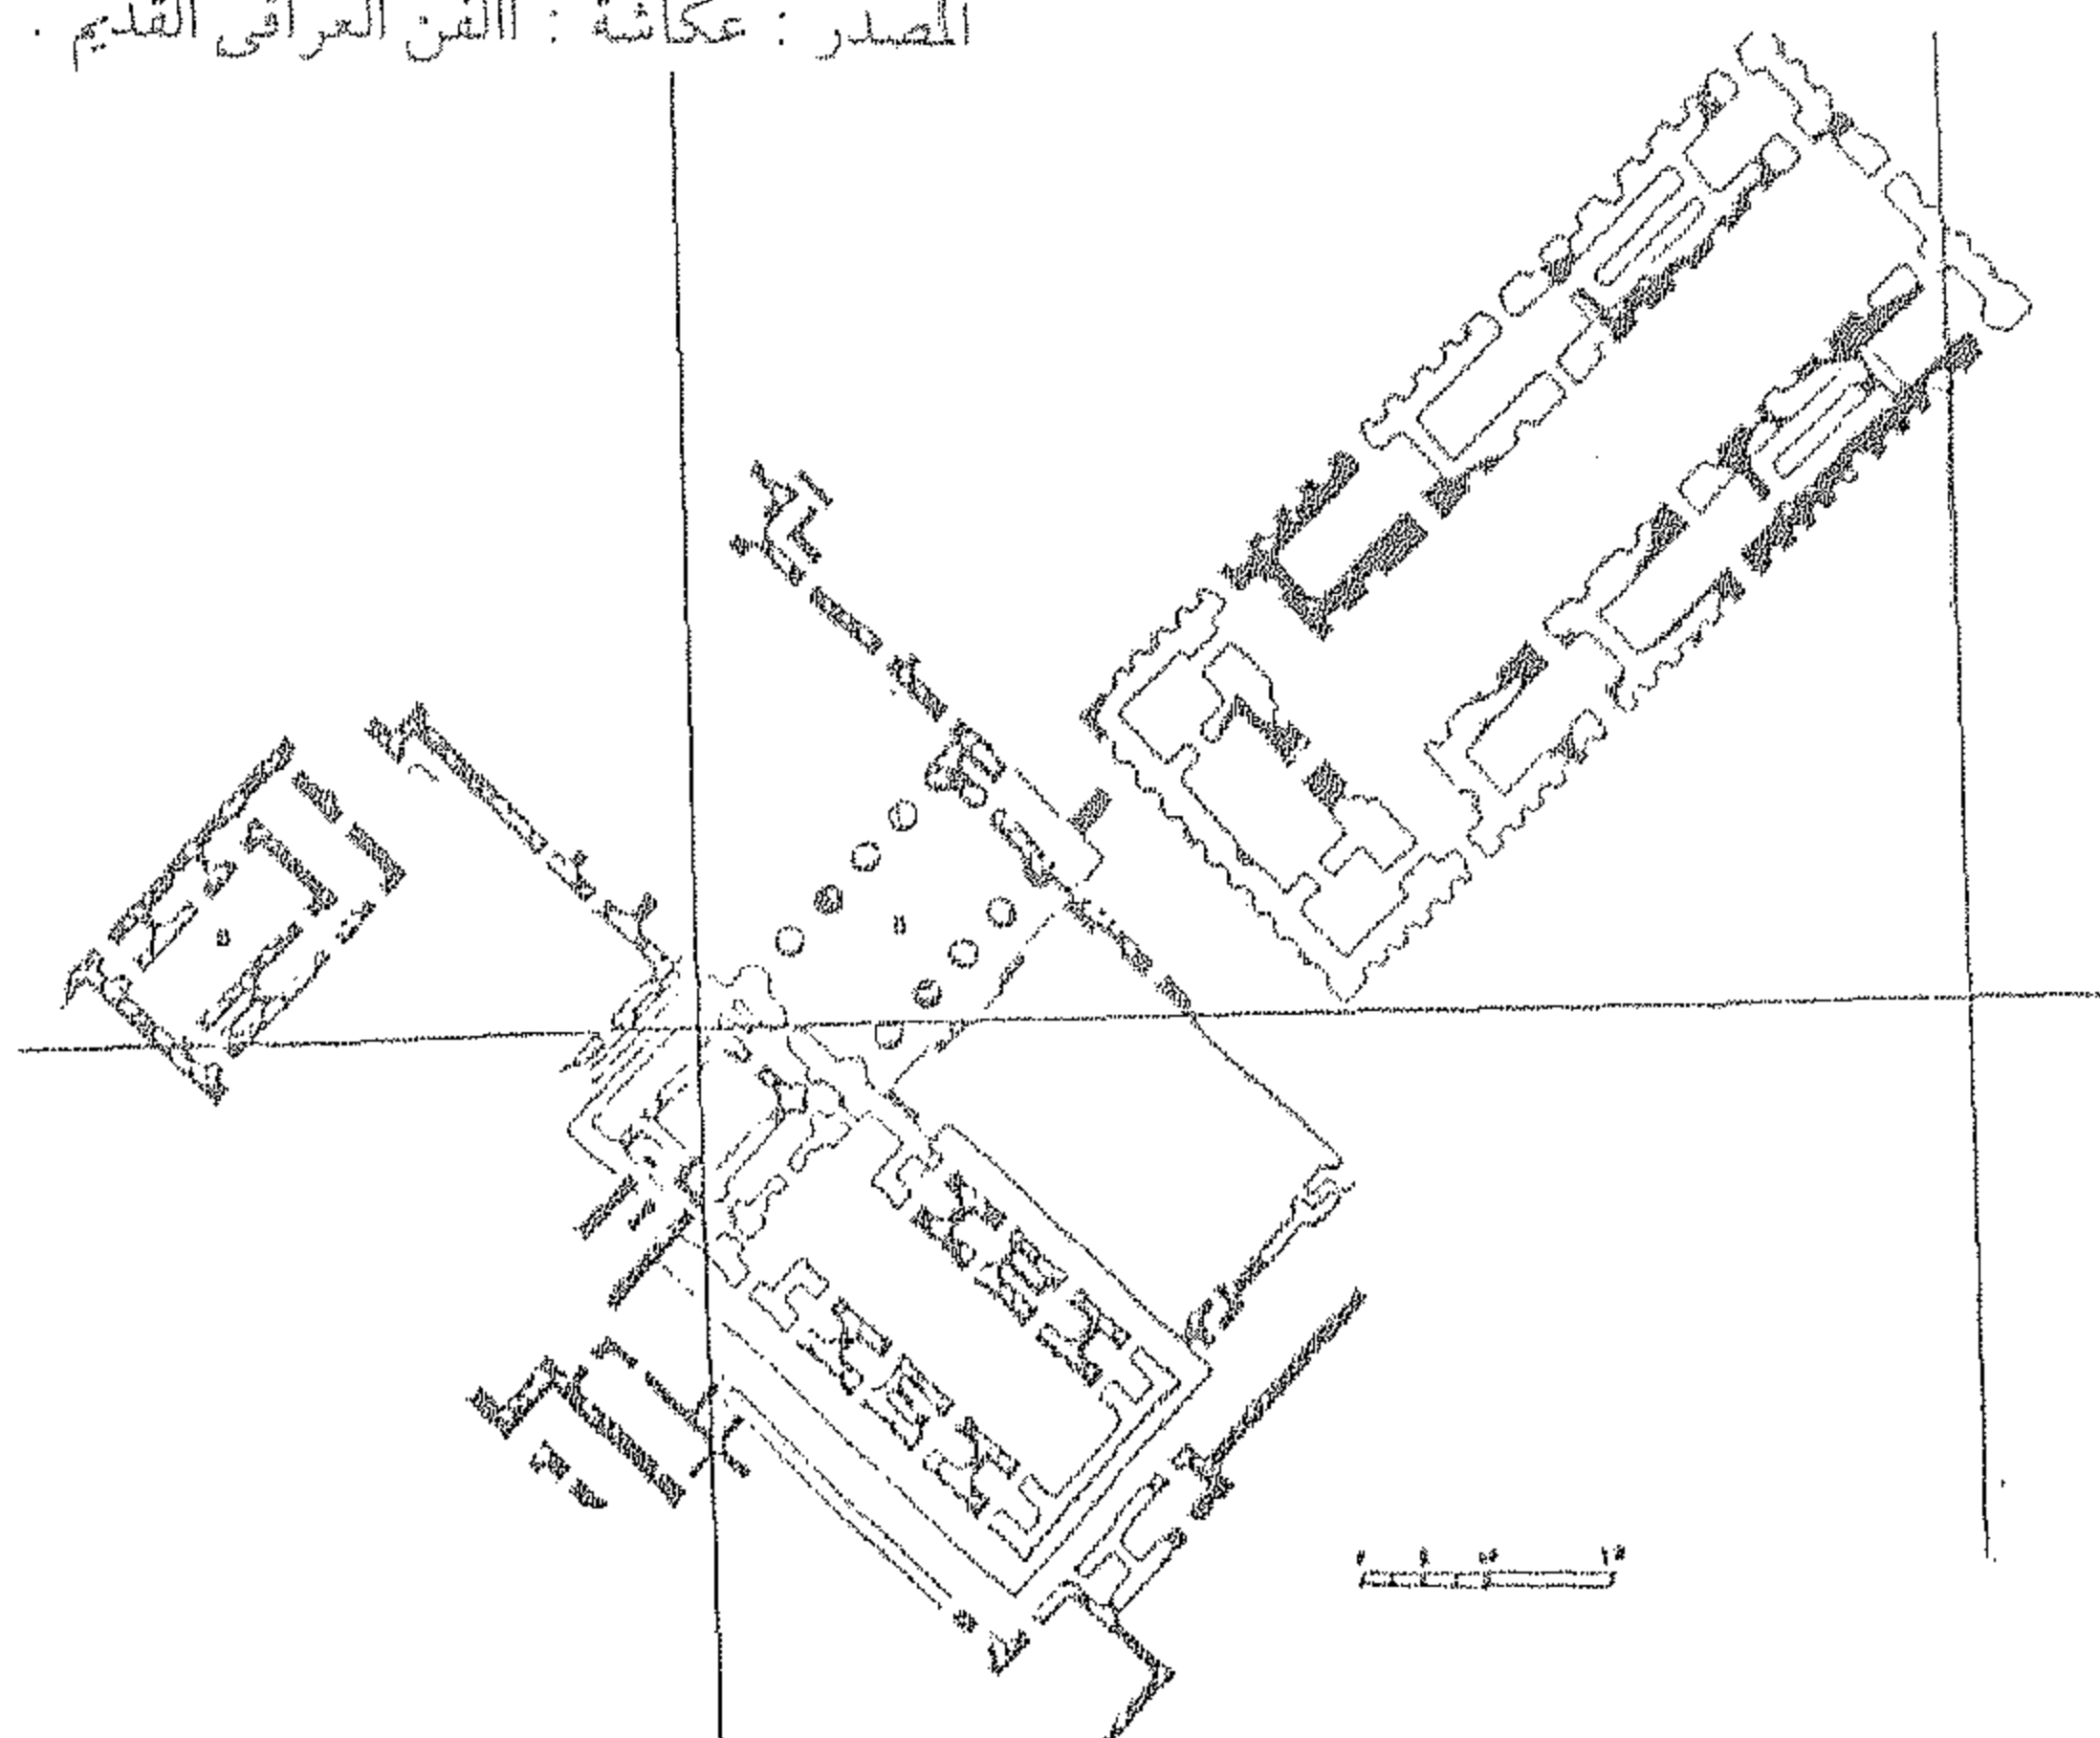 المصدر : عكاشة : الفن العراقي القديم .